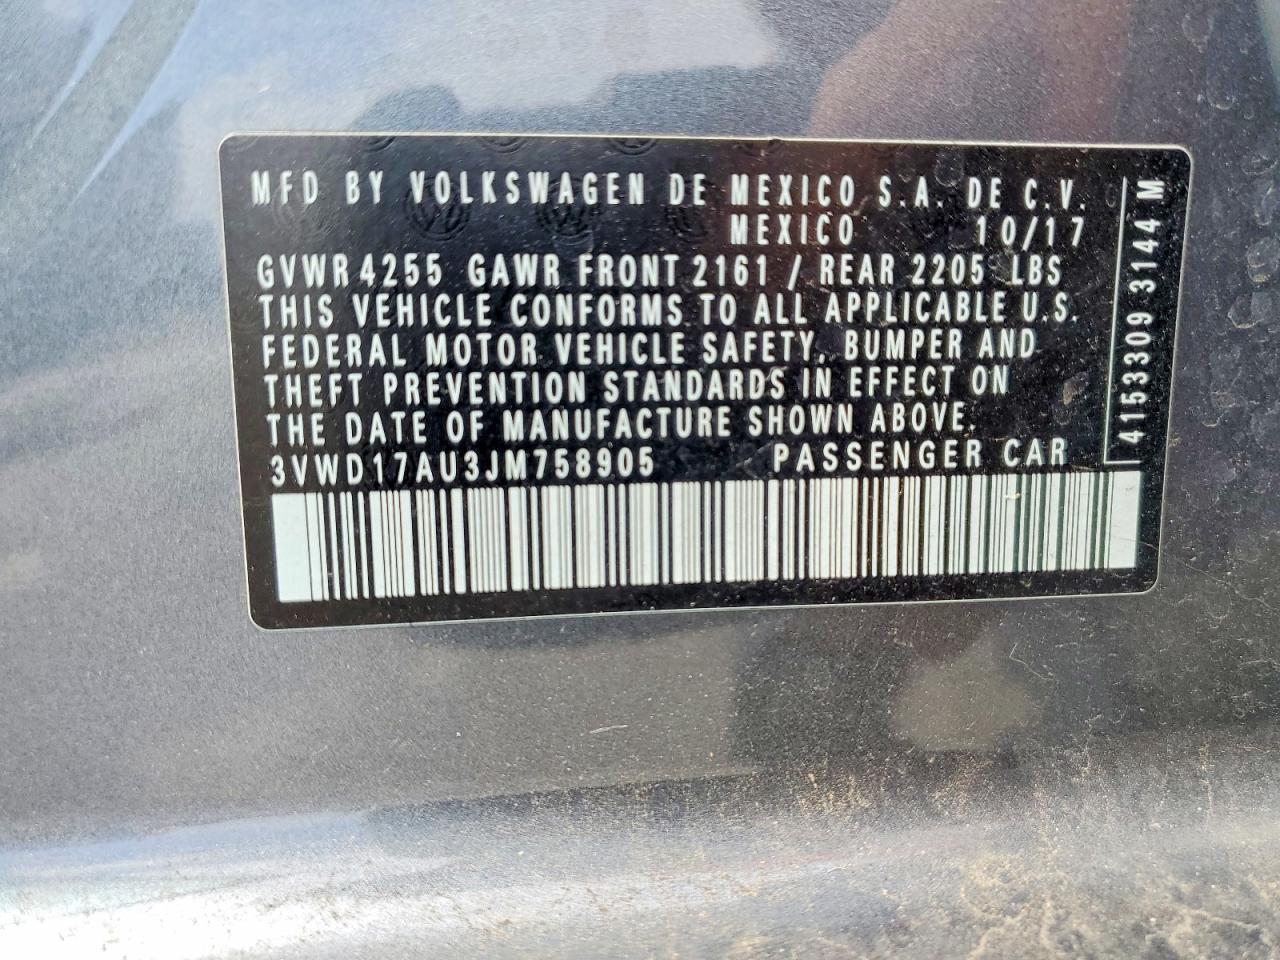 MFD BY VOLKSWAGEN DE MEXICO S.A. DE C.V.
MEXICO 10/17
GVWR 4255 GAWR FRONT 2161 / REAR 2205 LBS
THIS VEHICLE CONFORMS TO ALL APPLICABLE U.S.
FEDERAL MOTOR VEHICLE SAFETY, BUMPER AND
THEFT PREVENTION STANDARDS IN EFFECT ON
THE DATE OF MANUFACTURE SHOWN ABOVE.
3VWD17AU3JM758905 PASSENGER CAR
4153309 3144 M